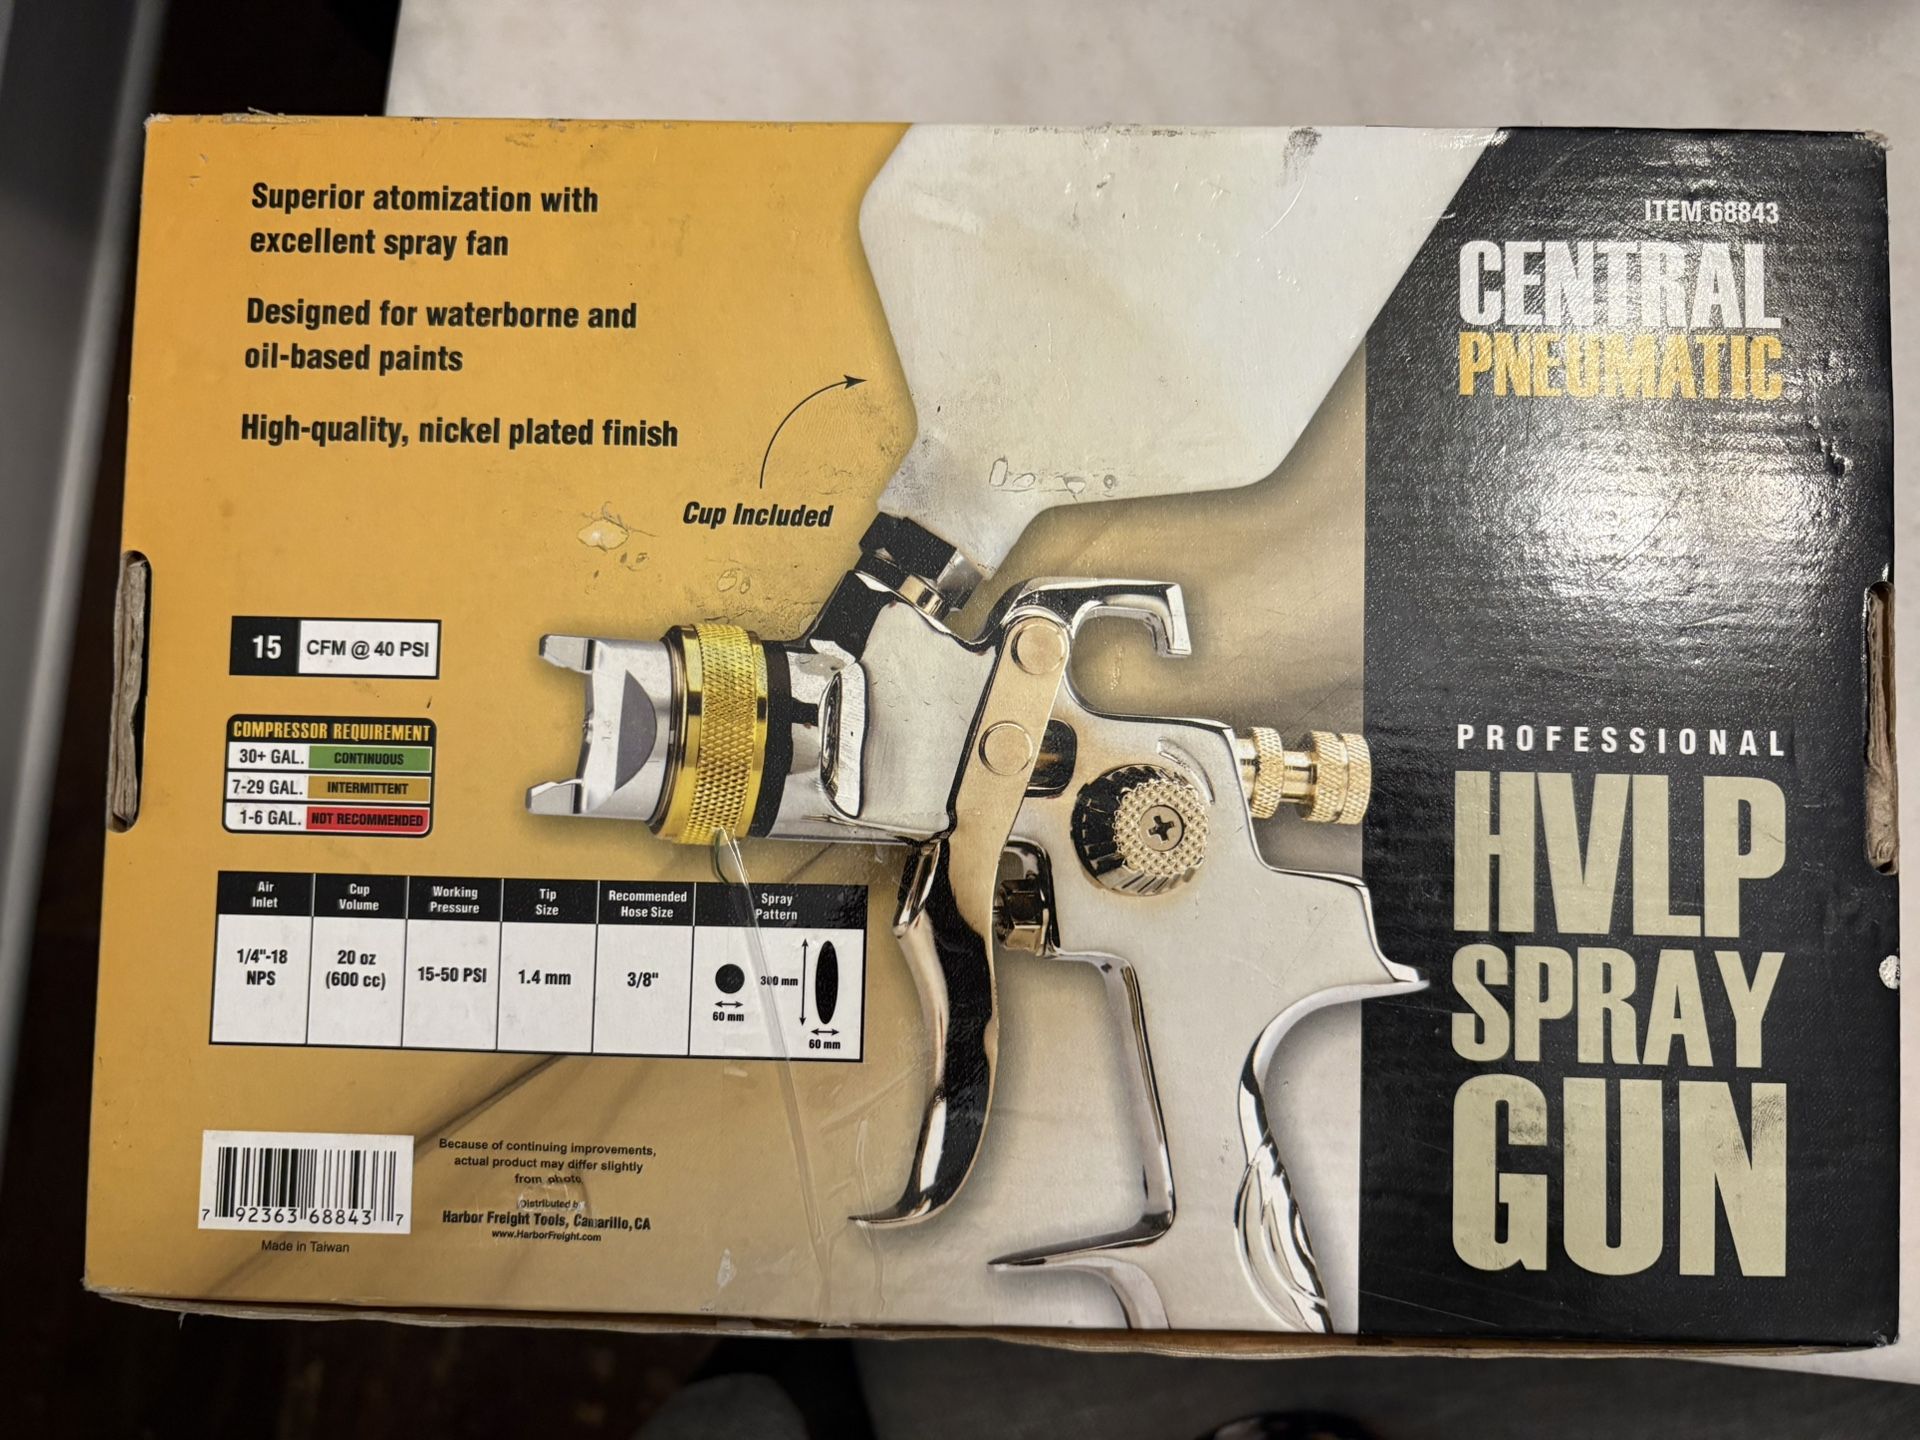 Superior atomization with
excellent spray fan
Designed for waterborne and
oil-based paints
High-quality, nickel plated finish
Cup Included
15 CFM @ 40 PSI
COMPRESSOR REQUIREMENT
30+ GAL. CONTINUOUS
7-29 GAL. INTERMITTENT
1-6 GAL. NOT RECOMMENDED
Air Inlet
1/4"-18 NPS
Cup Volume
20 oz (600 cc)
Working Pressure
15-50 PSI
Tip Size
1.4 mm
Recommended Hose Size
3/8"
Spray Pattern
60 mm
300 mm
60 mm
7 92363 68843 7
Made in Taiwan
Because of continuing improvements,
actual product may differ slightly
from photo.
Distributed by
Harbor Freight Tools, Camarillo, CA
www.HarborFreight.com
1.4
ITEM 68843
CENTRAL
PNEUMATIC
PROFESSIONAL
HVLP
SPRAY
GUN